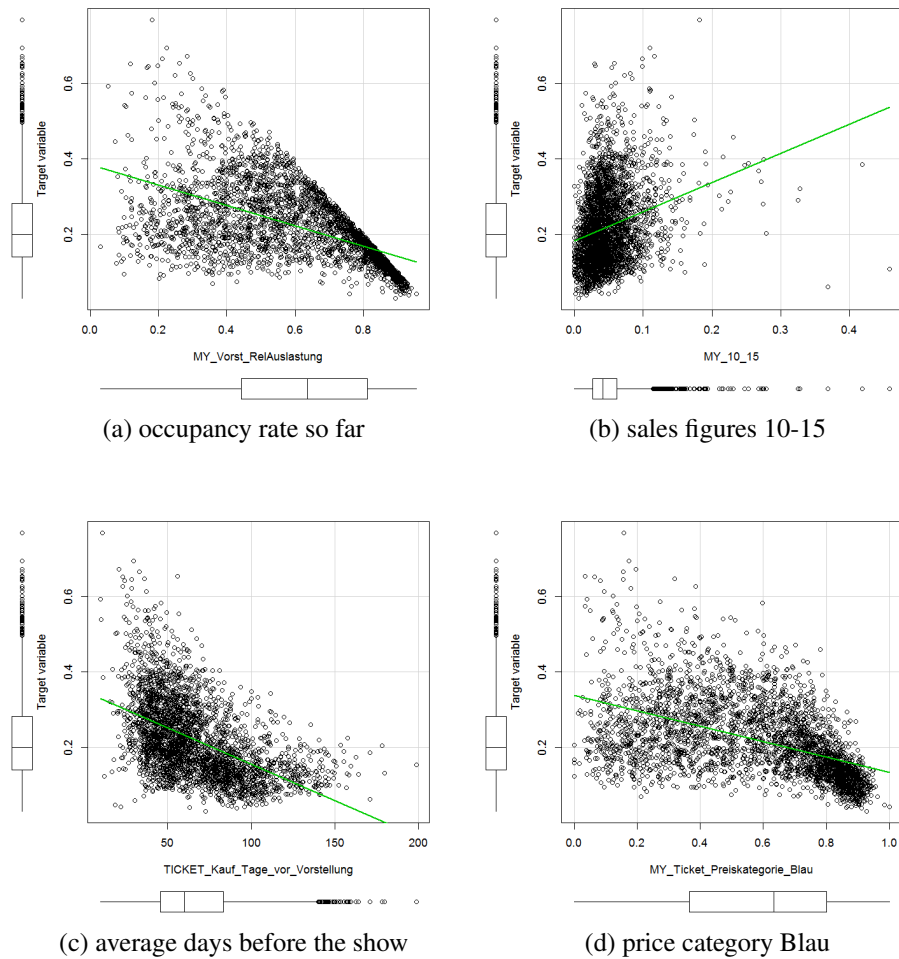 Target variable
0.2 0.4 0.6
0.0 0.2 0.4 0.6 0.8
MY_Vorst_RelAuslastung
(a) occupancy rate so far
Target variable
0.2 0.4 0.6
0.0 0.1 0.2 0.3 0.4
MY_10_15
(b) sales figures 10-15
Target variable
0.2 0.4 0.6
50 100 150 200
TICKET_Kauf_Tage_vor_Vorstellung
(c) average days before the show
Target variable
0.2 0.4 0.6
0.0 0.2 0.4 0.6 0.8 1.0
MY_Ticket_Preiskategorie_Blau
(d) price category Blau